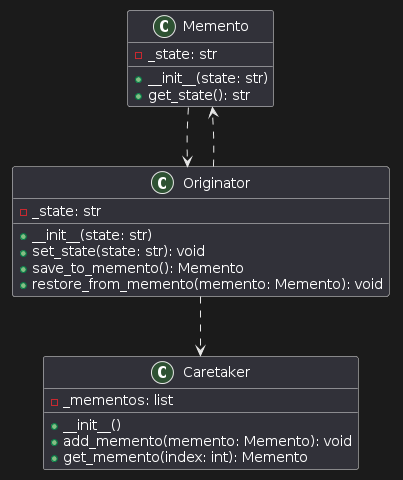 C Memento
_state: str
__init__(state: str)
get_state(): str
C Originator
_state: str
__init__(state: str)
set_state(state: str): void
save_to_memento(): Memento
restore_from_memento(memento: Memento): void
C Caretaker
_mementos: list
__init__()
add_memento(memento: Memento): void
get_memento(index: int): Memento